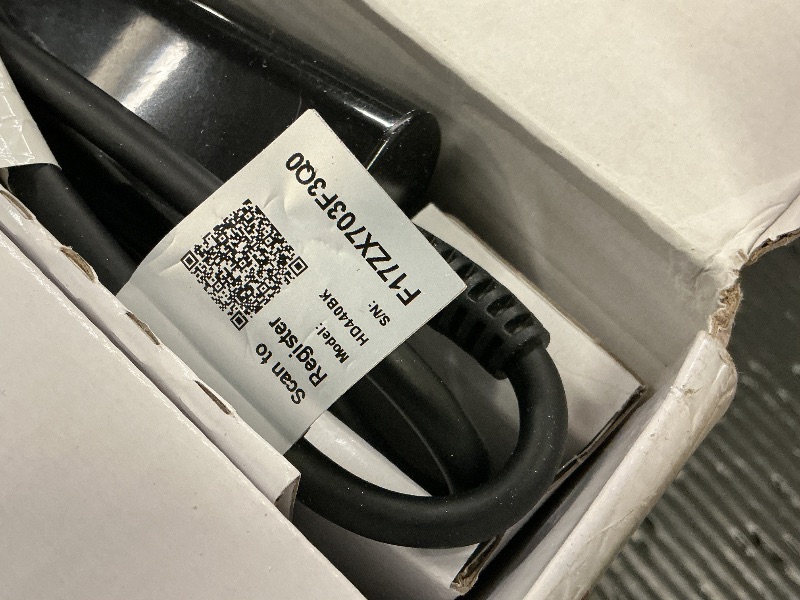 Scan to
Register
Model:
HD440BK
S/N:
F17ZX703F3Q0